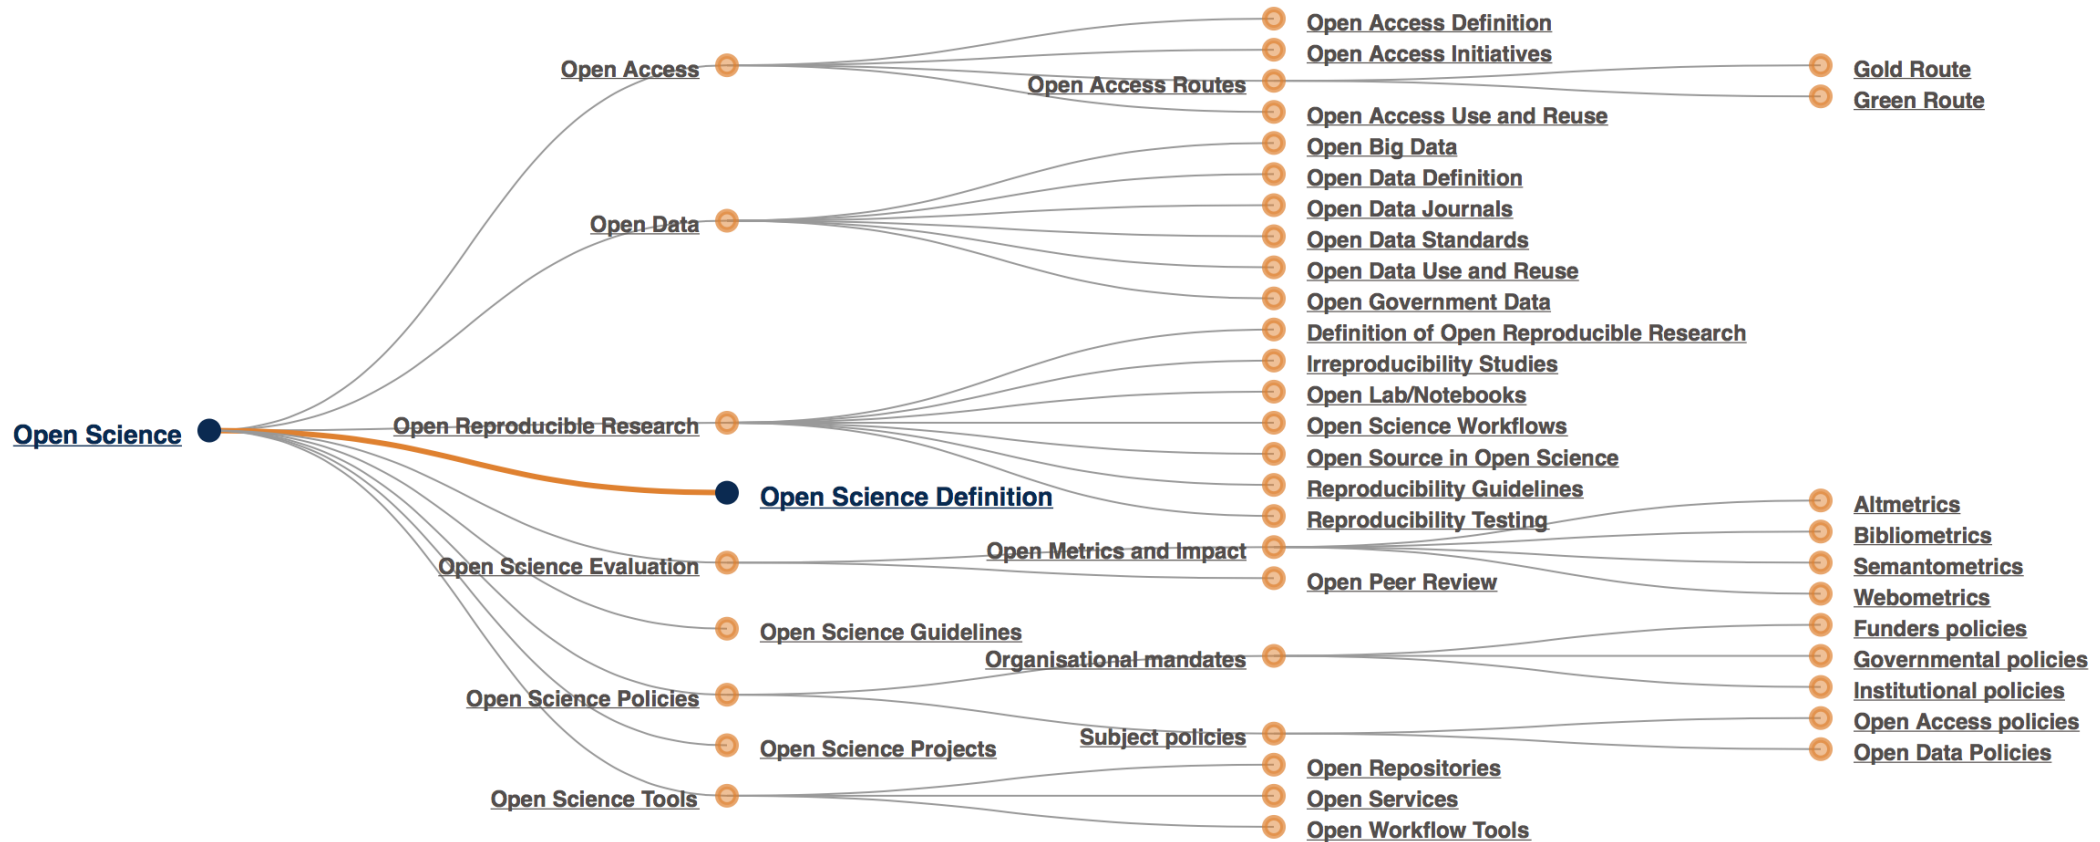 Open Science
Open Access
Open Access Definition
Open Access Initiatives
Open Access Routes
Gold Route
Green Route
Open Access Use and Reuse
Open Data
Open Big Data
Open Data Definition
Open Data Journals
Open Data Standards
Open Data Use and Reuse
Open Government Data
Open Reproducible Research
Definition of Open Reproducible Research
Irreproducibility Studies
Open Lab/Notebooks
Open Science Workflows
Open Source in Open Science
Reproducibility Guidelines
Reproducibility Testing
Open Science Definition
Open Science Evaluation
Open Metrics and Impact
Altmetrics
Bibliometrics
Semantometrics
Webometrics
Open Peer Review
Open Science Guidelines
Open Science Policies
Organisational mandates
Funders policies
Governmental policies
Institutional policies
Subject policies
Open Access policies
Open Data Policies
Open Science Projects
Open Science Tools
Open Repositories
Open Services
Open Workflow Tools